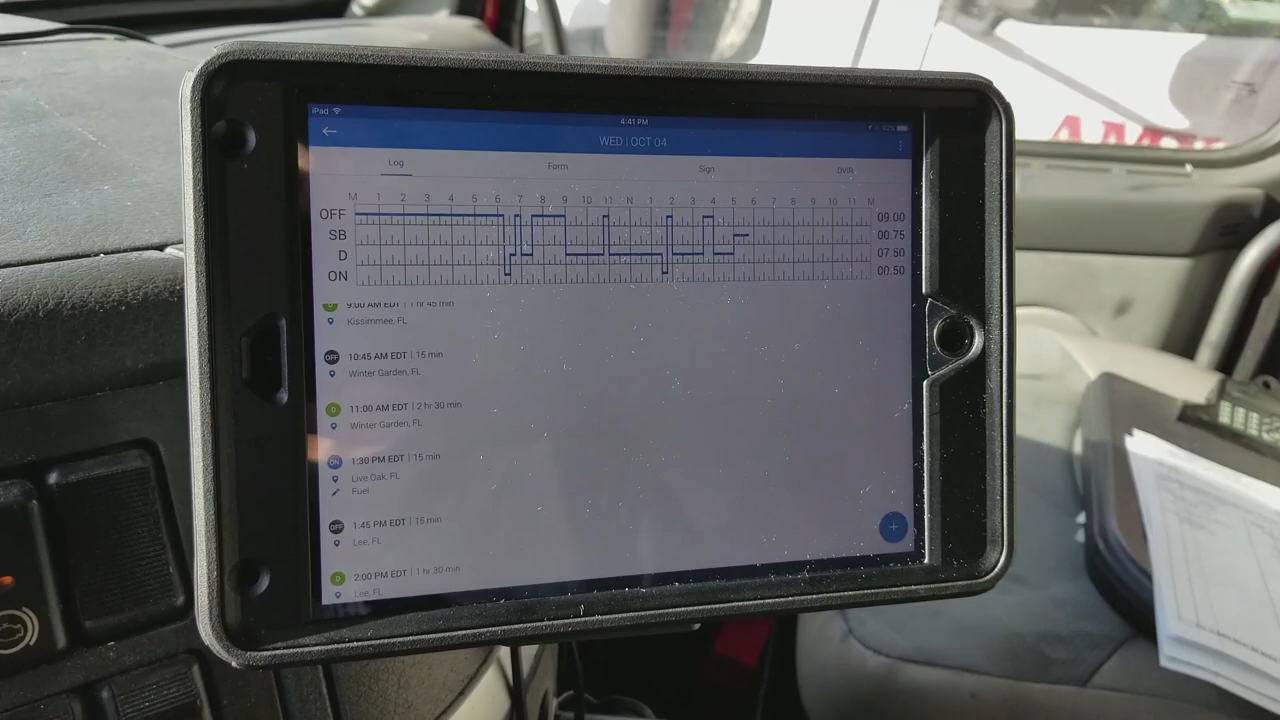 iPad
4:41 PM
92%
WED | OCT 04
Log Form Sign DVIR
M 1 2 3 4 5 6 7 8 9 10 11 N 1 2 3 4 5 6 7 8 9 10 11 M
OFF 09.00
SB 00.75
D 07.50
ON 00.50
D 9:00 AM EDT | 1 hr 45 min
Kissimmee, FL
OFF 10:45 AM EDT | 15 min
Winter Garden, FL
D 11:00 AM EDT | 2 hr 30 min
Winter Garden, FL
ON 1:30 PM EDT | 15 min
Live Oak, FL
Fuel
OFF 1:45 PM EDT | 15 min
Lee, FL
+
D 2:00 PM EDT | 1 hr 30 min
Lee, FL